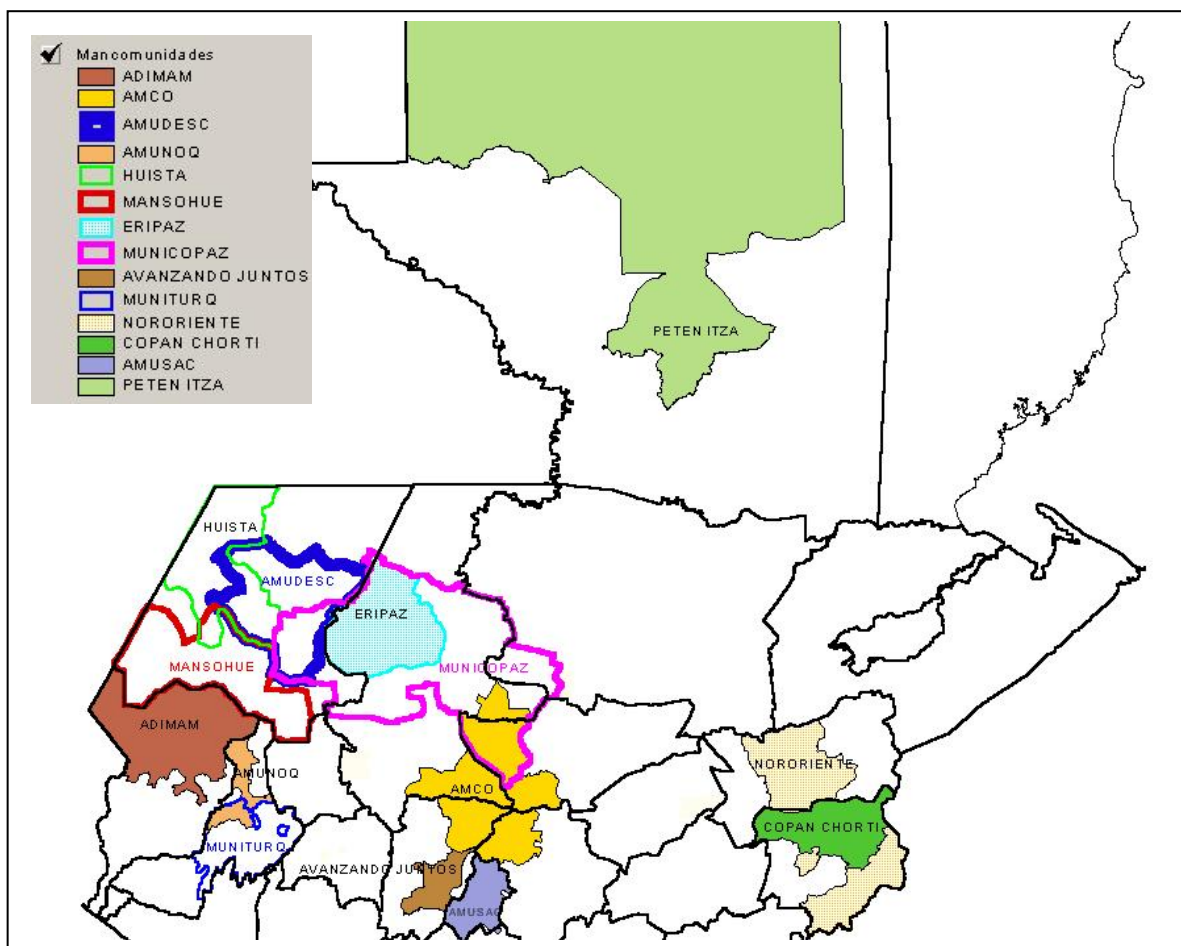 Mancomunidades
ADIMAM
AMCO
AMUDESC
AMUNOQ
HUISTA
MANSOHUE
ERIPAZ
MUNICOPAZ
AVANZANDO JUNTOS
MUNITURQ
NORORIENTE
COPAN CHORTI
AMUSAC
PETEN ITZA
PETEN ITZA
HUISTA
AMUDESC
ERIPAZ
MANSOHUE
MUNICOPAZ
ADIMAM
AMUNOQ
NORORIENTE
AMCO
COPAN CHORTI
MUNITURQ
AVANZANDO JUNTOS
AMUSAC